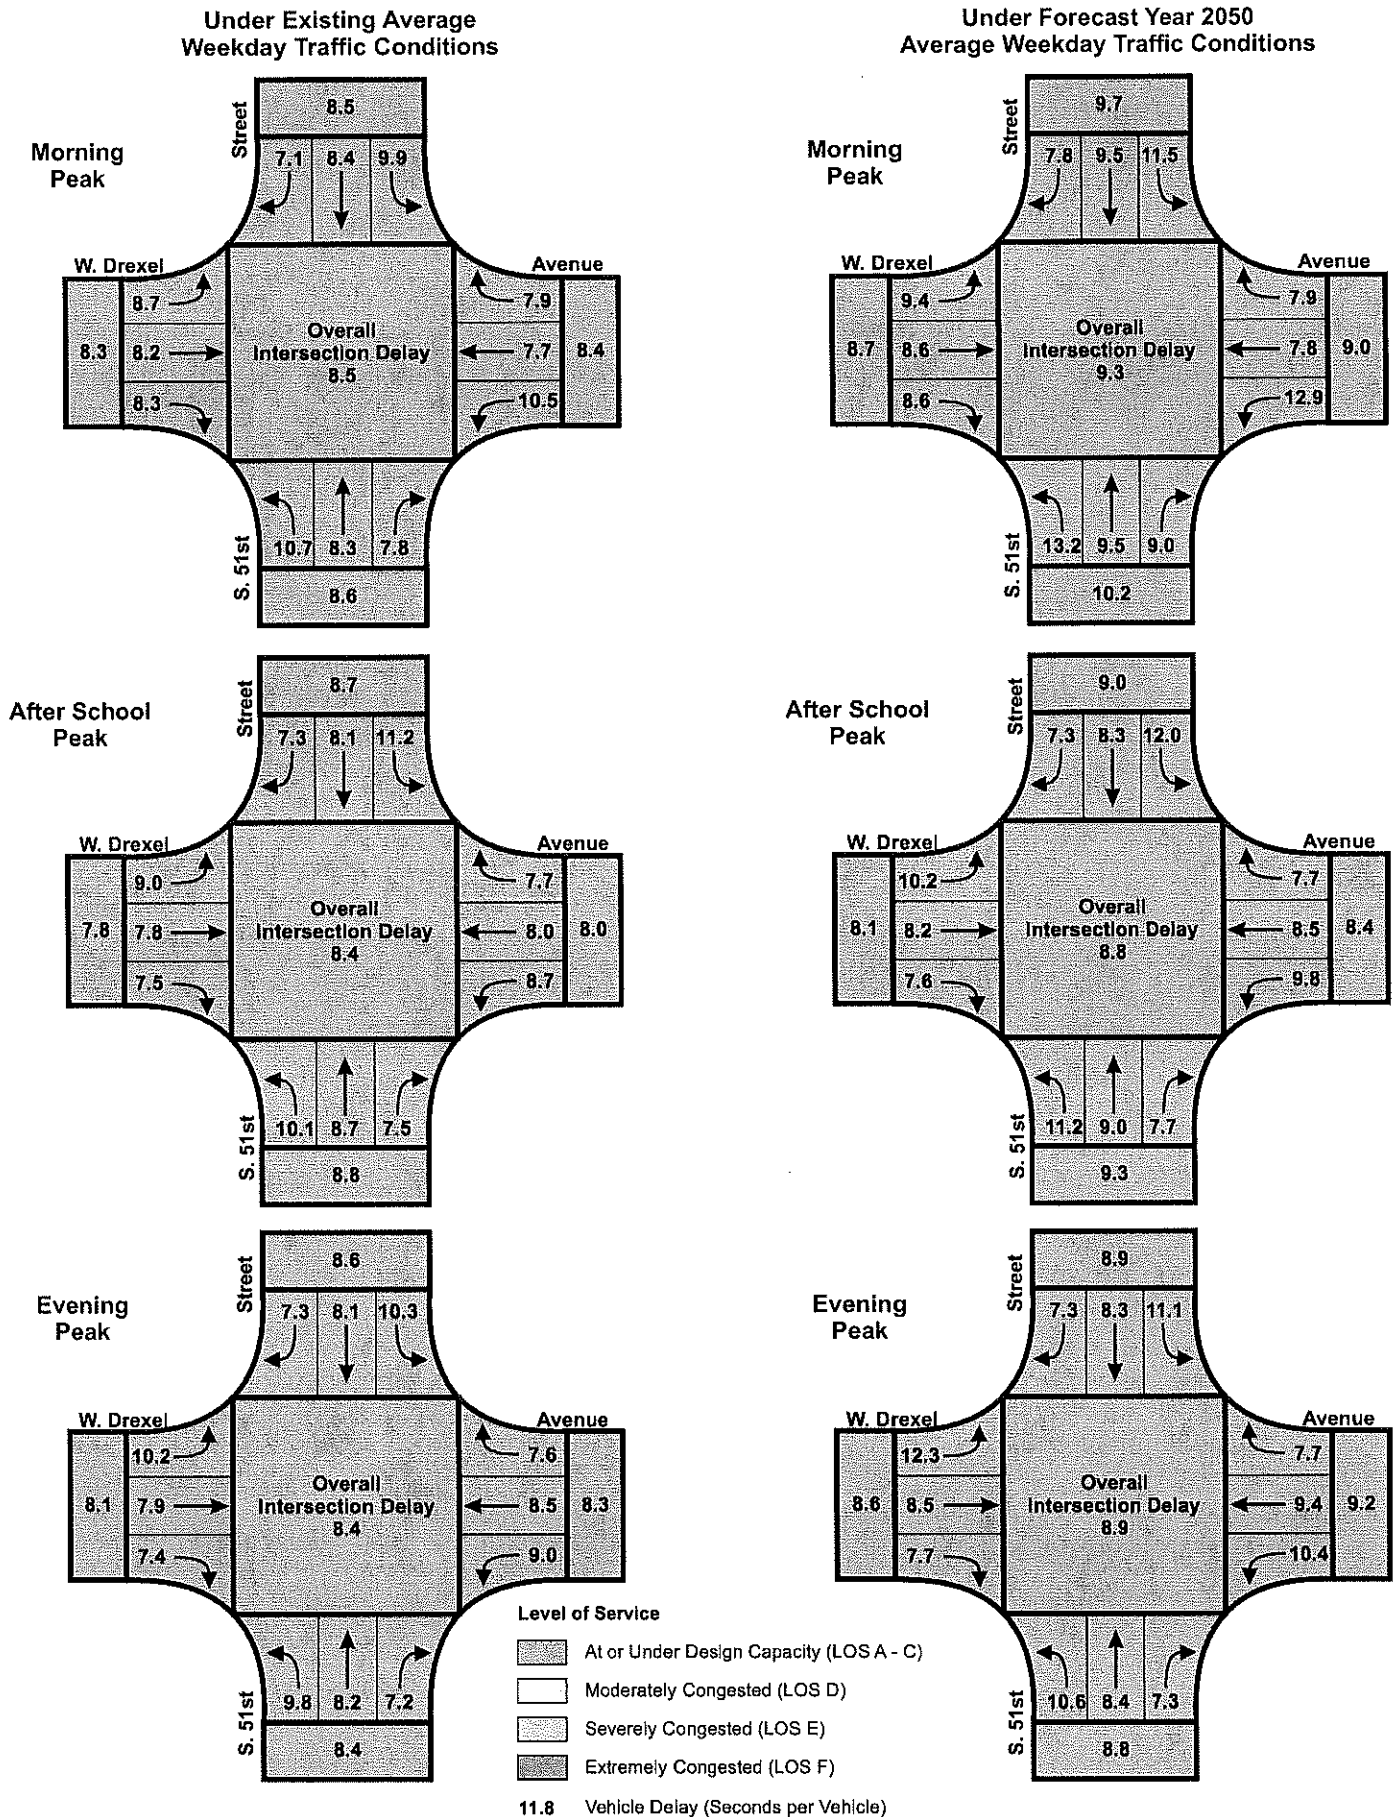 Under Existing Average
Weekday Traffic Conditions
Under Forecast Year 2050
Average Weekday Traffic Conditions
Morning
Peak
Street
8.5
7.1 8.4 9.9
W. Drexel
Avenue
8.3
8.7
8.2
8.3
Overall
Intersection Delay
8.5
7.9
7.7
10.5
8.4
S. 51st
10.7 8.3 7.8
8.6
Morning
Peak
Street
9.7
7.8 9.5 11.5
W. Drexel
Avenue
8.7
9.4
8.6
8.6
Overall
Intersection Delay
9.3
7.9
7.8
12.9
9.0
S. 51st
13.2 9.5 9.0
10.2
After School
Peak
Street
8.7
7.3 8.1 11.2
W. Drexel
Avenue
7.8
9.0
7.8
7.5
Overall
Intersection Delay
8.4
7.7
8.0
8.7
8.0
S. 51st
10.1 8.7 7.5
8.8
After School
Peak
Street
9.0
7.3 8.3 12.0
W. Drexel
Avenue
8.1
10.2
8.2
7.6
Overall
Intersection Delay
8.8
7.7
8.5
9.8
8.4
S. 51st
11.2 9.0 7.7
9.3
Evening
Peak
Street
8.6
7.3 8.1 10.3
W. Drexel
Avenue
8.1
10.2
7.9
7.4
Overall
Intersection Delay
8.4
7.6
8.5
9.0
8.3
S. 51st
9.8 8.2 7.2
8.4
Evening
Peak
Street
8.9
7.3 8.3 11.1
W. Drexel
Avenue
8.6
12.3
8.5
7.7
Overall
Intersection Delay
8.9
7.7
9.4
10.4
9.2
S. 51st
10.6 8.4 7.3
8.8
Level of Service
At or Under Design Capacity (LOS A - C)
Moderately Congested (LOS D)
Severely Congested (LOS E)
Extremely Congested (LOS F)
11.8 Vehicle Delay (Seconds per Vehicle)